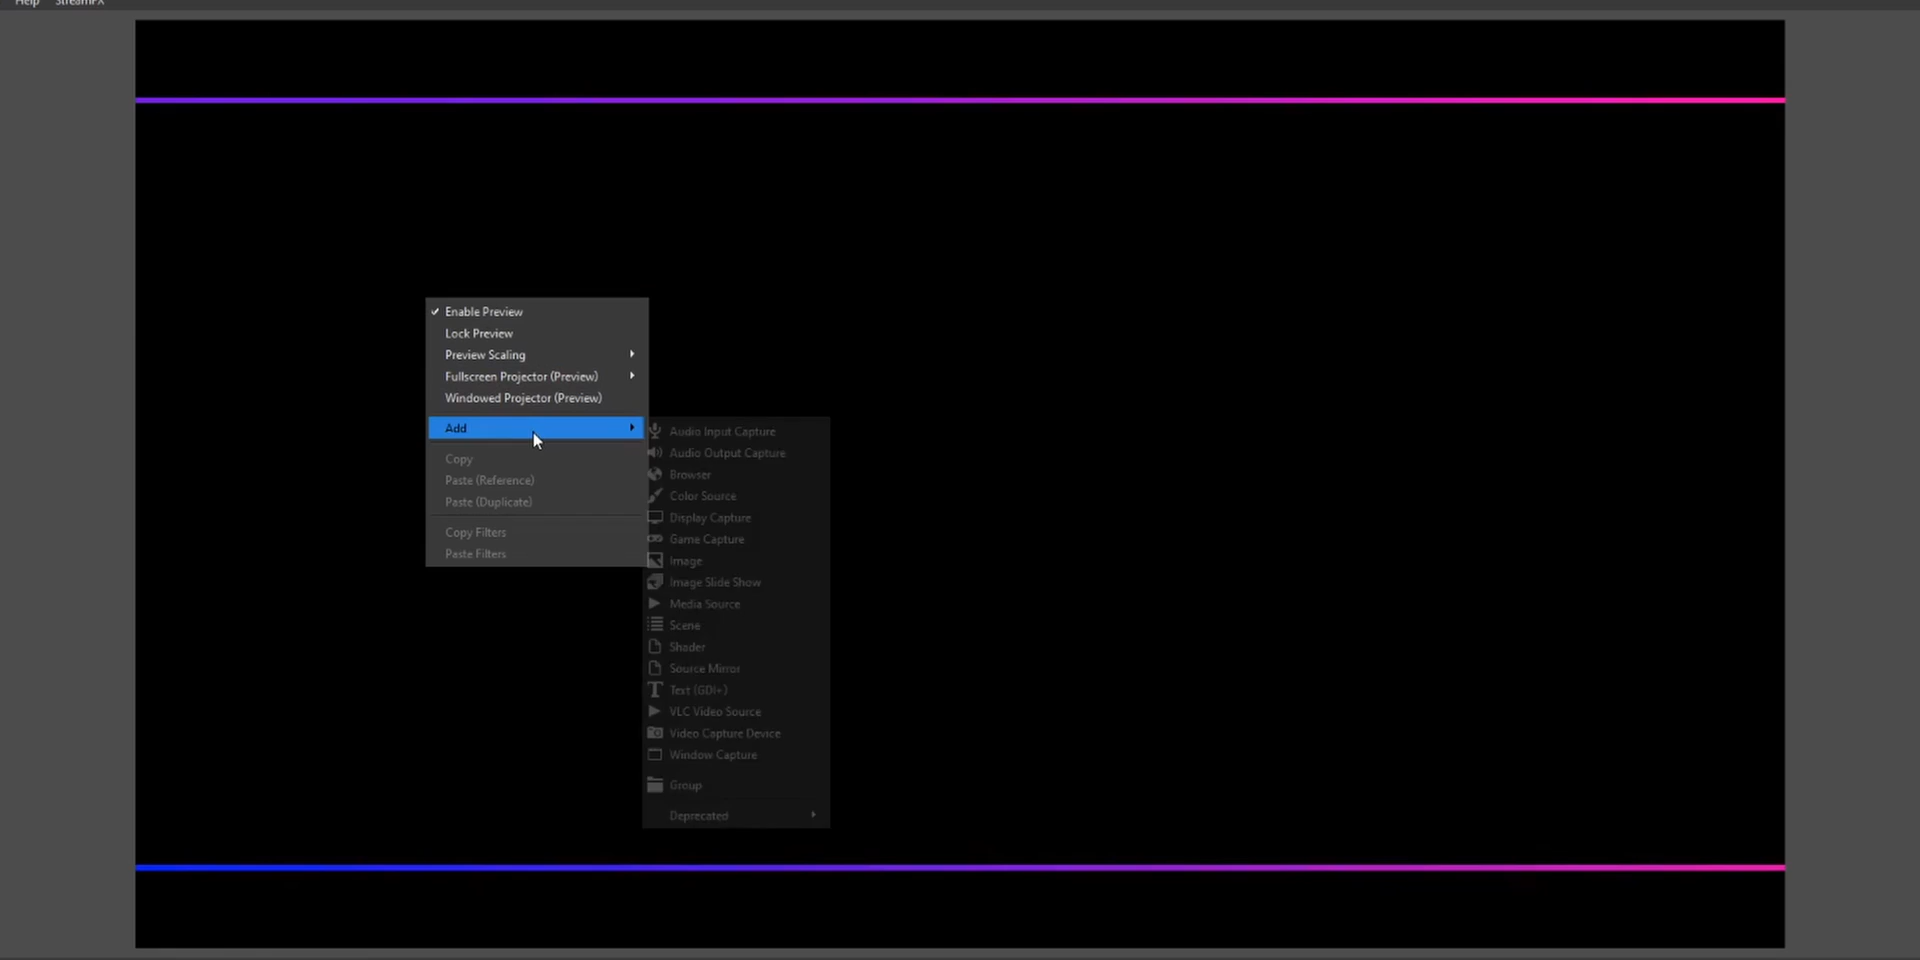 Help StreamFX
Enable Preview
Lock Preview
Preview Scaling
Fullscreen Projector (Preview)
Windowed Projector (Preview)
Add
Copy
Paste (Reference)
Paste (Duplicate)
Copy Filters
Paste Filters
Audio Input Capture
Audio Output Capture
Browser
Color Source
Display Capture
Game Capture
Image
Image Slide Show
Media Source
Scene
Shader
Source Mirror
Text (GDI+)
VLC Video Source
Video Capture Device
Window Capture
Group
Deprecated